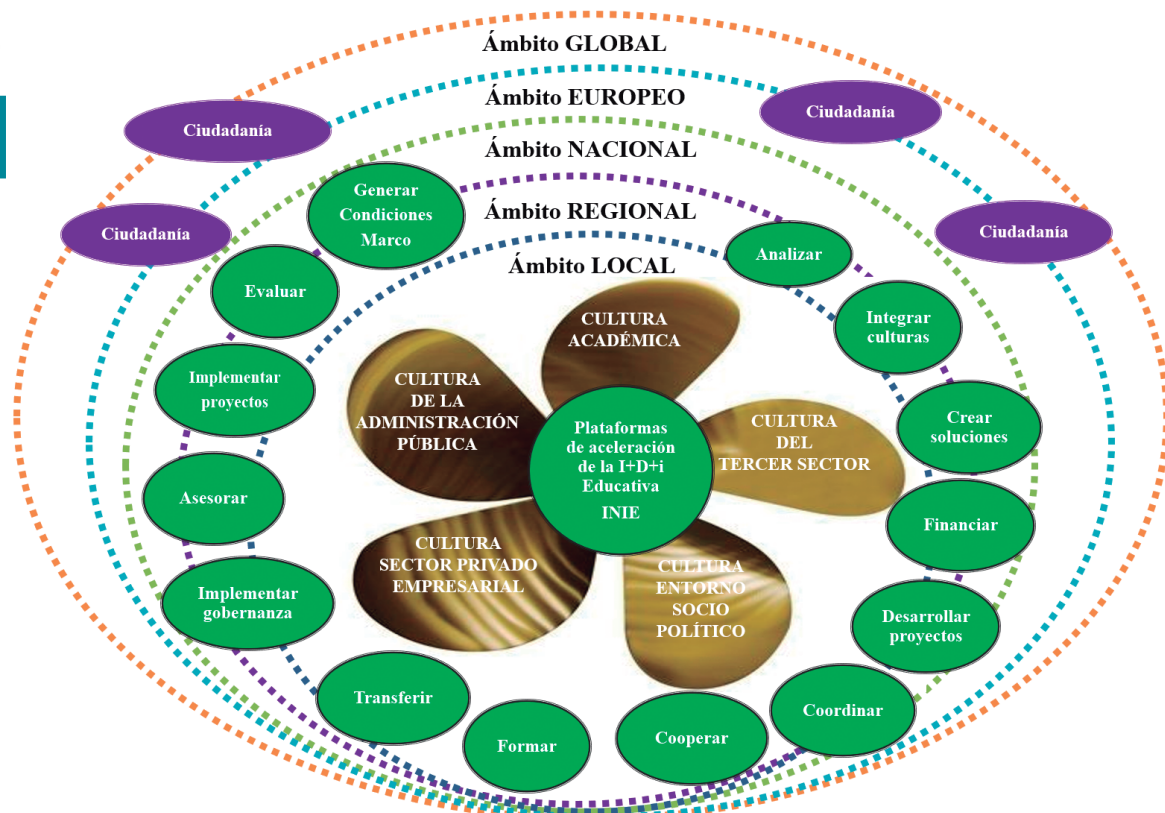 Ámbito GLOBAL
Ámbito EUROPEO
Ámbito NACIONAL
Ámbito REGIONAL
Ámbito LOCAL
Ciudadanía
Ciudadanía
Ciudadanía
Ciudadanía
Generar
Condiciones
Marco
Analizar
Evaluar
Integrar
culturas
Implementar
proyectos
Crear
soluciones
Asesorar
Financiar
Implementar
gobernanza
Desarrollar
proyectos
Transferir
Coordinar
Formar
Cooperar
CULTURA
ACADÉMICA
CULTURA
DE LA
ADMINISTRACIÓN
PÚBLICA
CULTURA
DEL
TERCER SECTOR
Plataformas
de aceleración
de la I+D+i
Educativa
INIE
CULTURA
SECTOR PRIVADO
EMPRESARIAL
CULTURA
ENTORNO
SOCIO
POLÍTICO